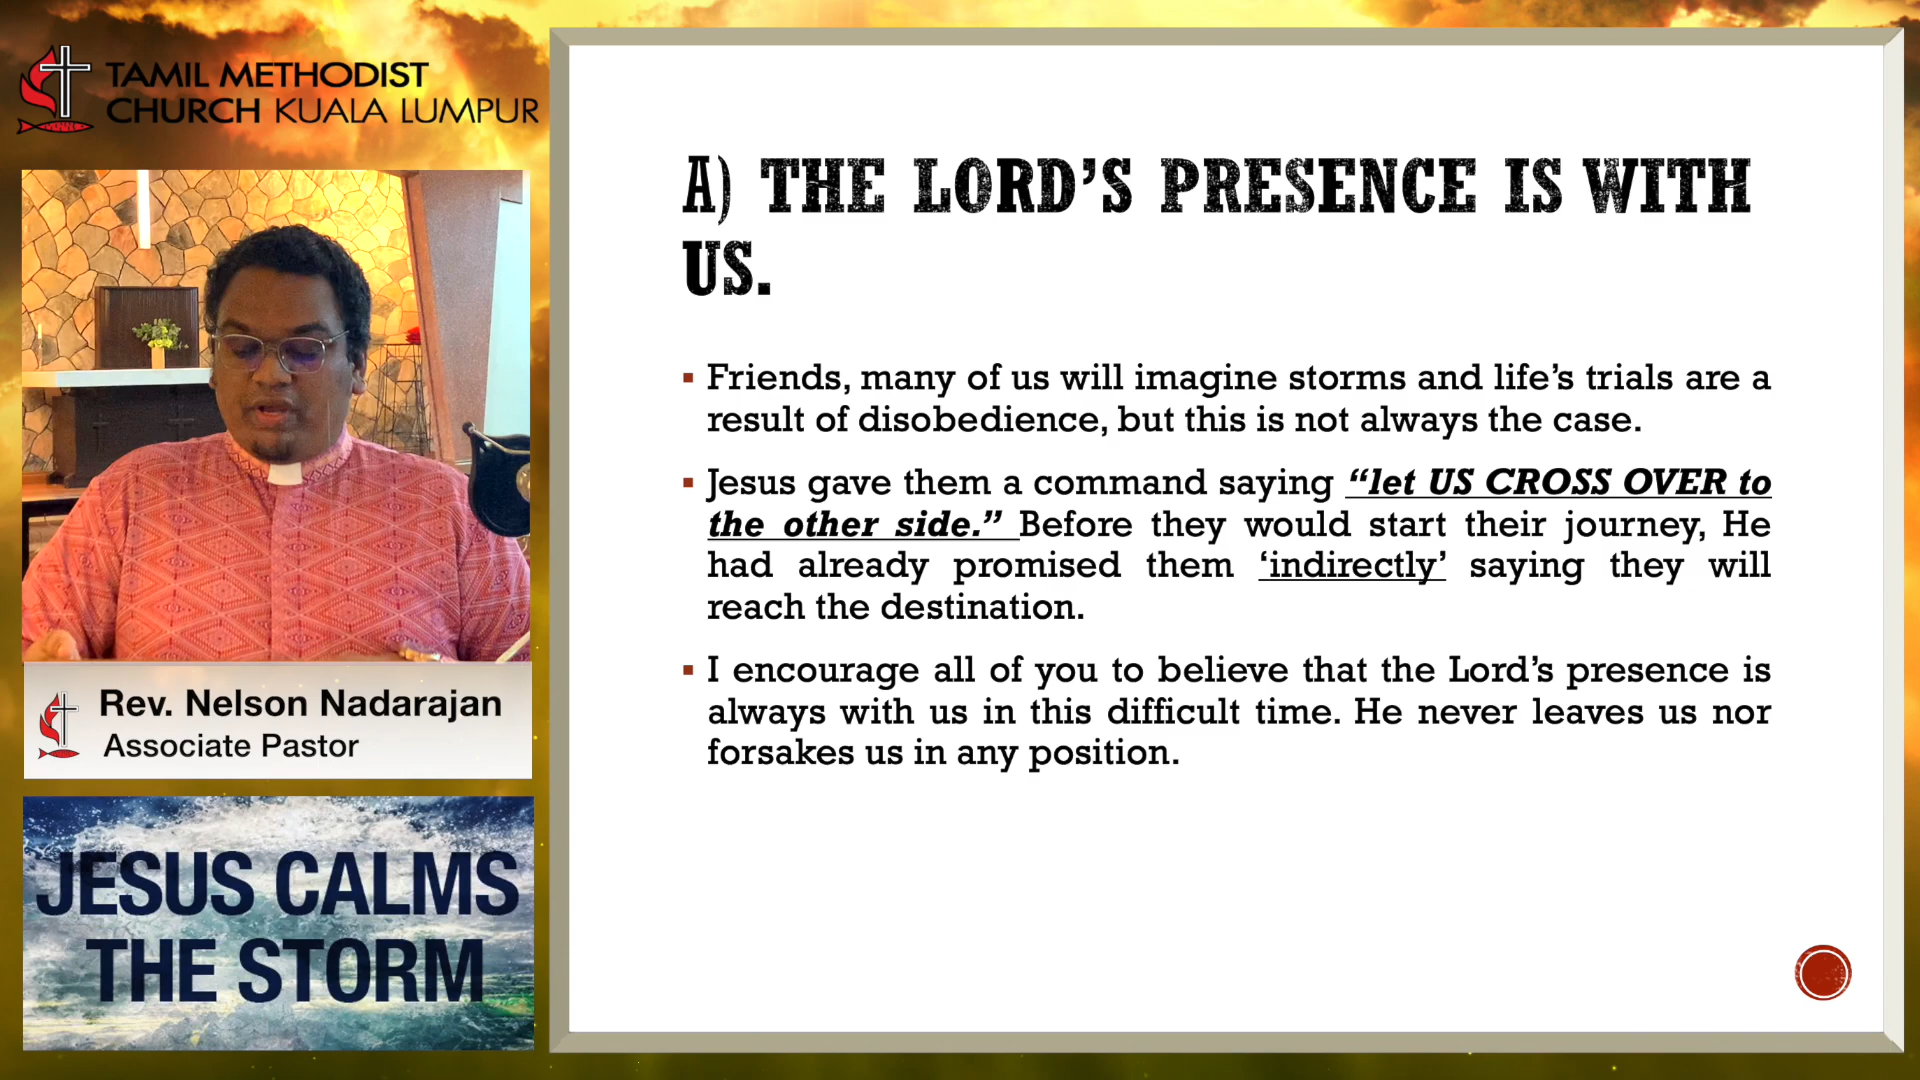 TAMIL METHODIST
CHURCH KUALA LUMPUR
Rev. Nelson Nadarajan
Associate Pastor
JESUS CALMS
THE STORM
A) THE LORD’S PRESENCE IS WITH
US.
▪ Friends, many of us will imagine storms and life’s trials are a
result of disobedience, but this is not always the case.
▪ Jesus gave them a command saying “let US CROSS OVER to
the other side.” Before they would start their journey, He
had already promised them ‘indirectly’ saying they will
reach the destination.
▪ I encourage all of you to believe that the Lord’s presence is
always with us in this difficult time. He never leaves us nor
forsakes us in any position.